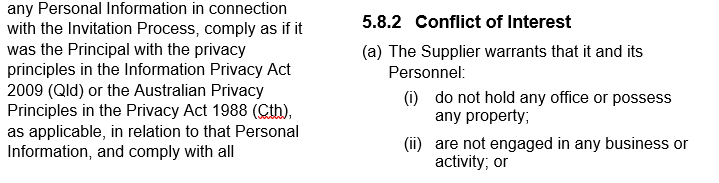 any Personal Information in connection
with the Invitation Process, comply as if it
was the Principal with the privacy
principles in the Information Privacy Act
2009 (Qld) or the Australian Privacy
Principles in the Privacy Act 1988 (Cth),
as applicable, in relation to that Personal
Information, and comply with all
5.8.2 Conflict of Interest
(a) The Supplier warrants that it and its
Personnel:
(i) do not hold any office or possess
any property;
(ii) are not engaged in any business or
activity; or